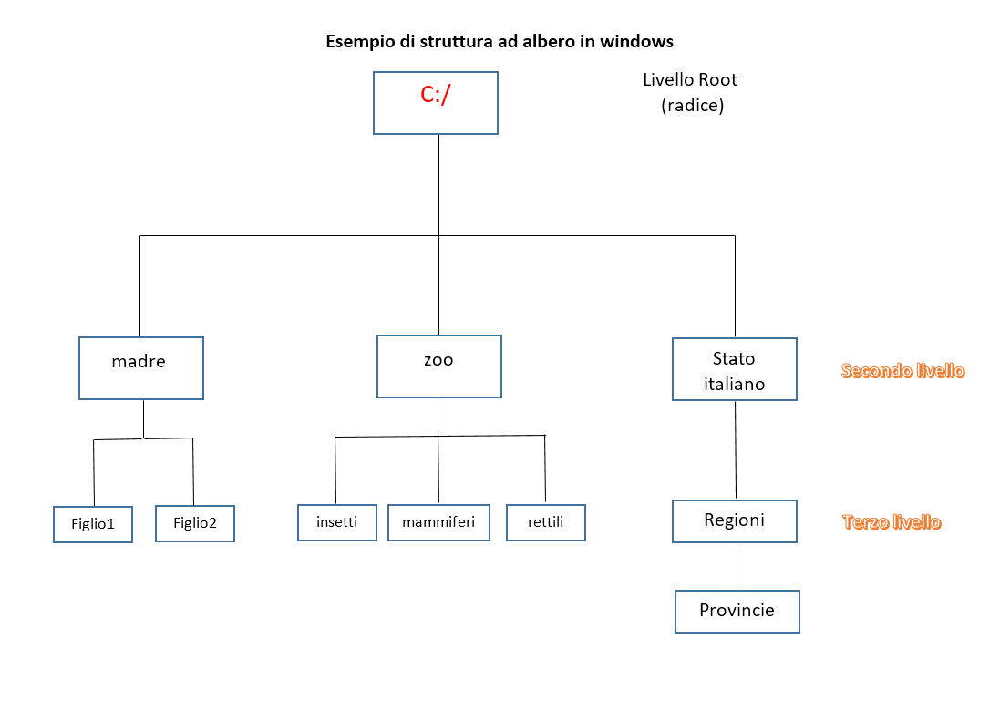 Esempio di struttura ad albero in windows
C:/
Livello Root
(radice)
madre
zoo
Stato
italiano
Secondo livello
Figlio1
Figlio2
insetti
mammiferi
rettili
Regioni
Terzo livello
Provincie